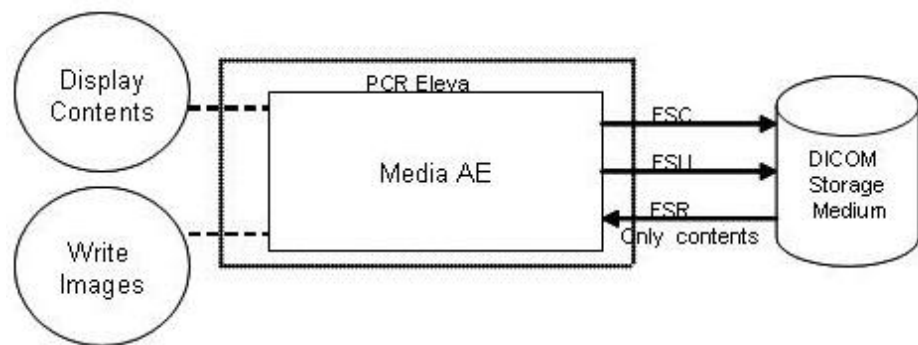 Display
Contents
Write
Images
PCR Eleva
Media AE
FSC
FSU
FSR
Only contents
DICOM
Storage
Medium